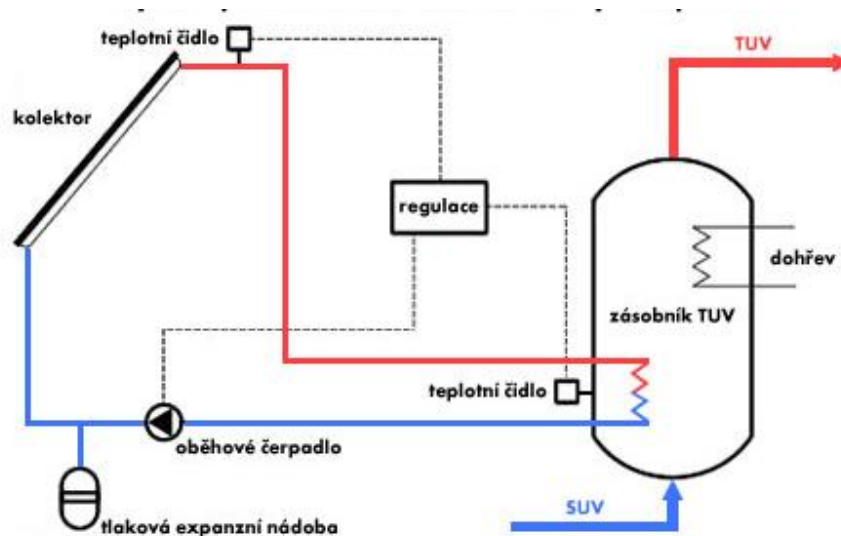 teplotní čidlo
TUV
kolektor
regulace
dohřev
zásobník TUV
teplotní čidlo
oběhové čerpadlo
SUV
tlaková expanzní nádoba